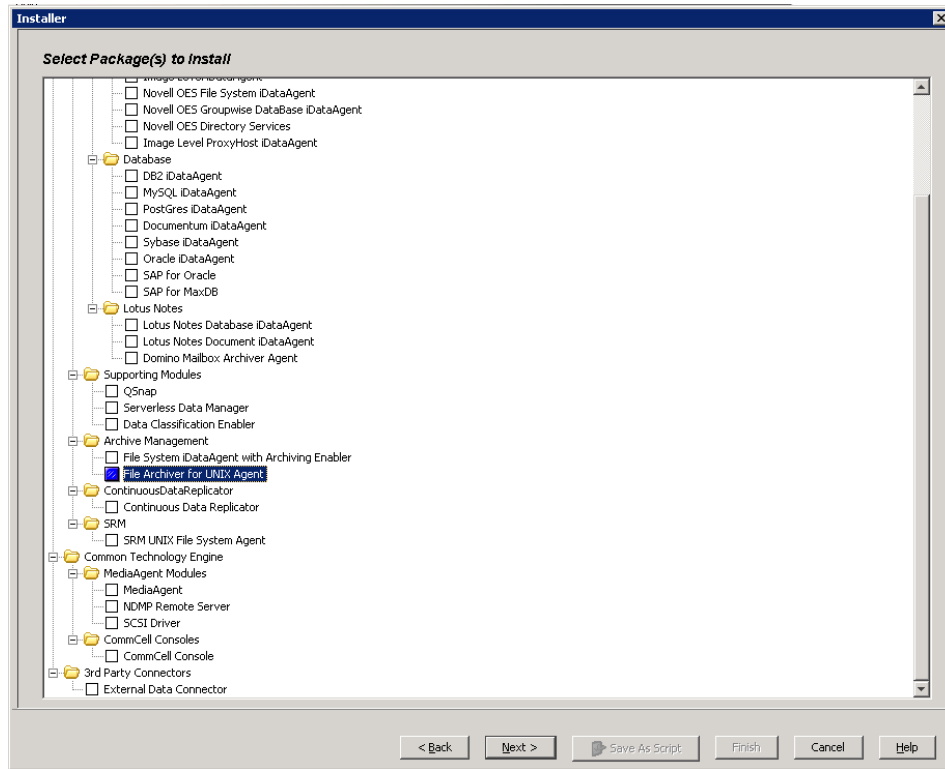 Installer
Select Package(s) to Install
Novell OES File System iDataAgent
Novell OES Groupwise DataBase iDataAgent
Novell OES Directory Services
Image Level ProxyHost iDataAgent
Database
DB2 iDataAgent
MySQL iDataAgent
PostGres iDataAgent
Documentum iDataAgent
Sybase iDataAgent
Oracle iDataAgent
SAP for Oracle
SAP for MaxDB
Lotus Notes
Lotus Notes Database iDataAgent
Lotus Notes Document iDataAgent
Domino Mailbox Archiver Agent
Supporting Modules
QSnap
Serverless Data Manager
Data Classification Enabler
Archive Management
File System iDataAgent with Archiving Enabler
File Archiver for UNIX Agent
ContinuousDataReplicator
Continuous Data Replicator
SRM
SRM UNIX File System Agent
Common Technology Engine
MediaAgent Modules
MediaAgent
NDMP Remote Server
SCSI Driver
CommCell Consoles
CommCell Console
3rd Party Connectors
External Data Connector
< Back Next > Save As Script Finish Cancel Help